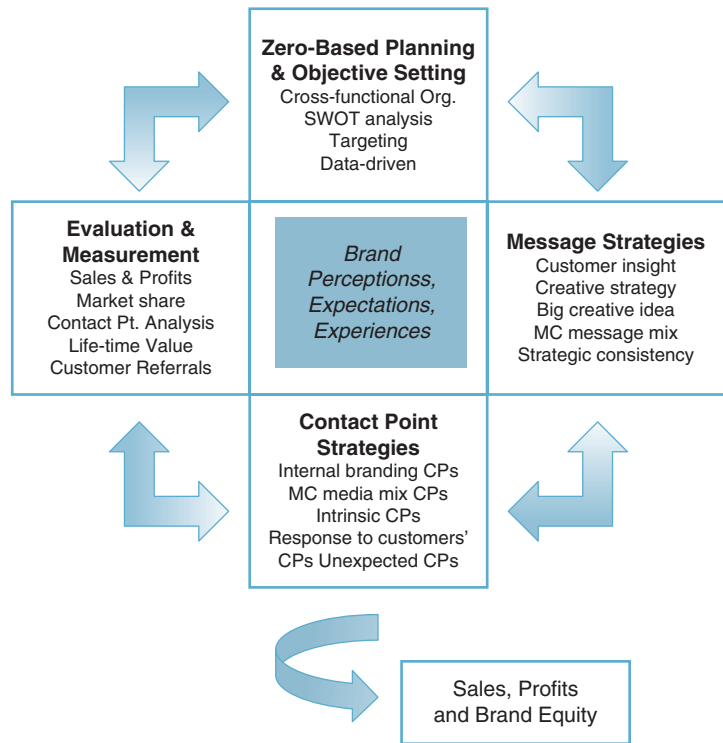 Zero-Based Planning
& Objective Setting
Cross-functional Org.
SWOT analysis
Targeting
Data-driven
Evaluation &
Measurement
Sales & Profits
Market share
Contact Pt. Analysis
Life-time Value
Customer Referrals
Brand
Perceptionss,
Expectations,
Experiences
Message Strategies
Customer insight
Creative strategy
Big creative idea
MC message mix
Strategic consistency
Contact Point
Strategies
Internal branding CPs
MC media mix CPs
Intrinsic CPs
Response to customers’
CPs Unexpected CPs
Sales, Profits
and Brand Equity